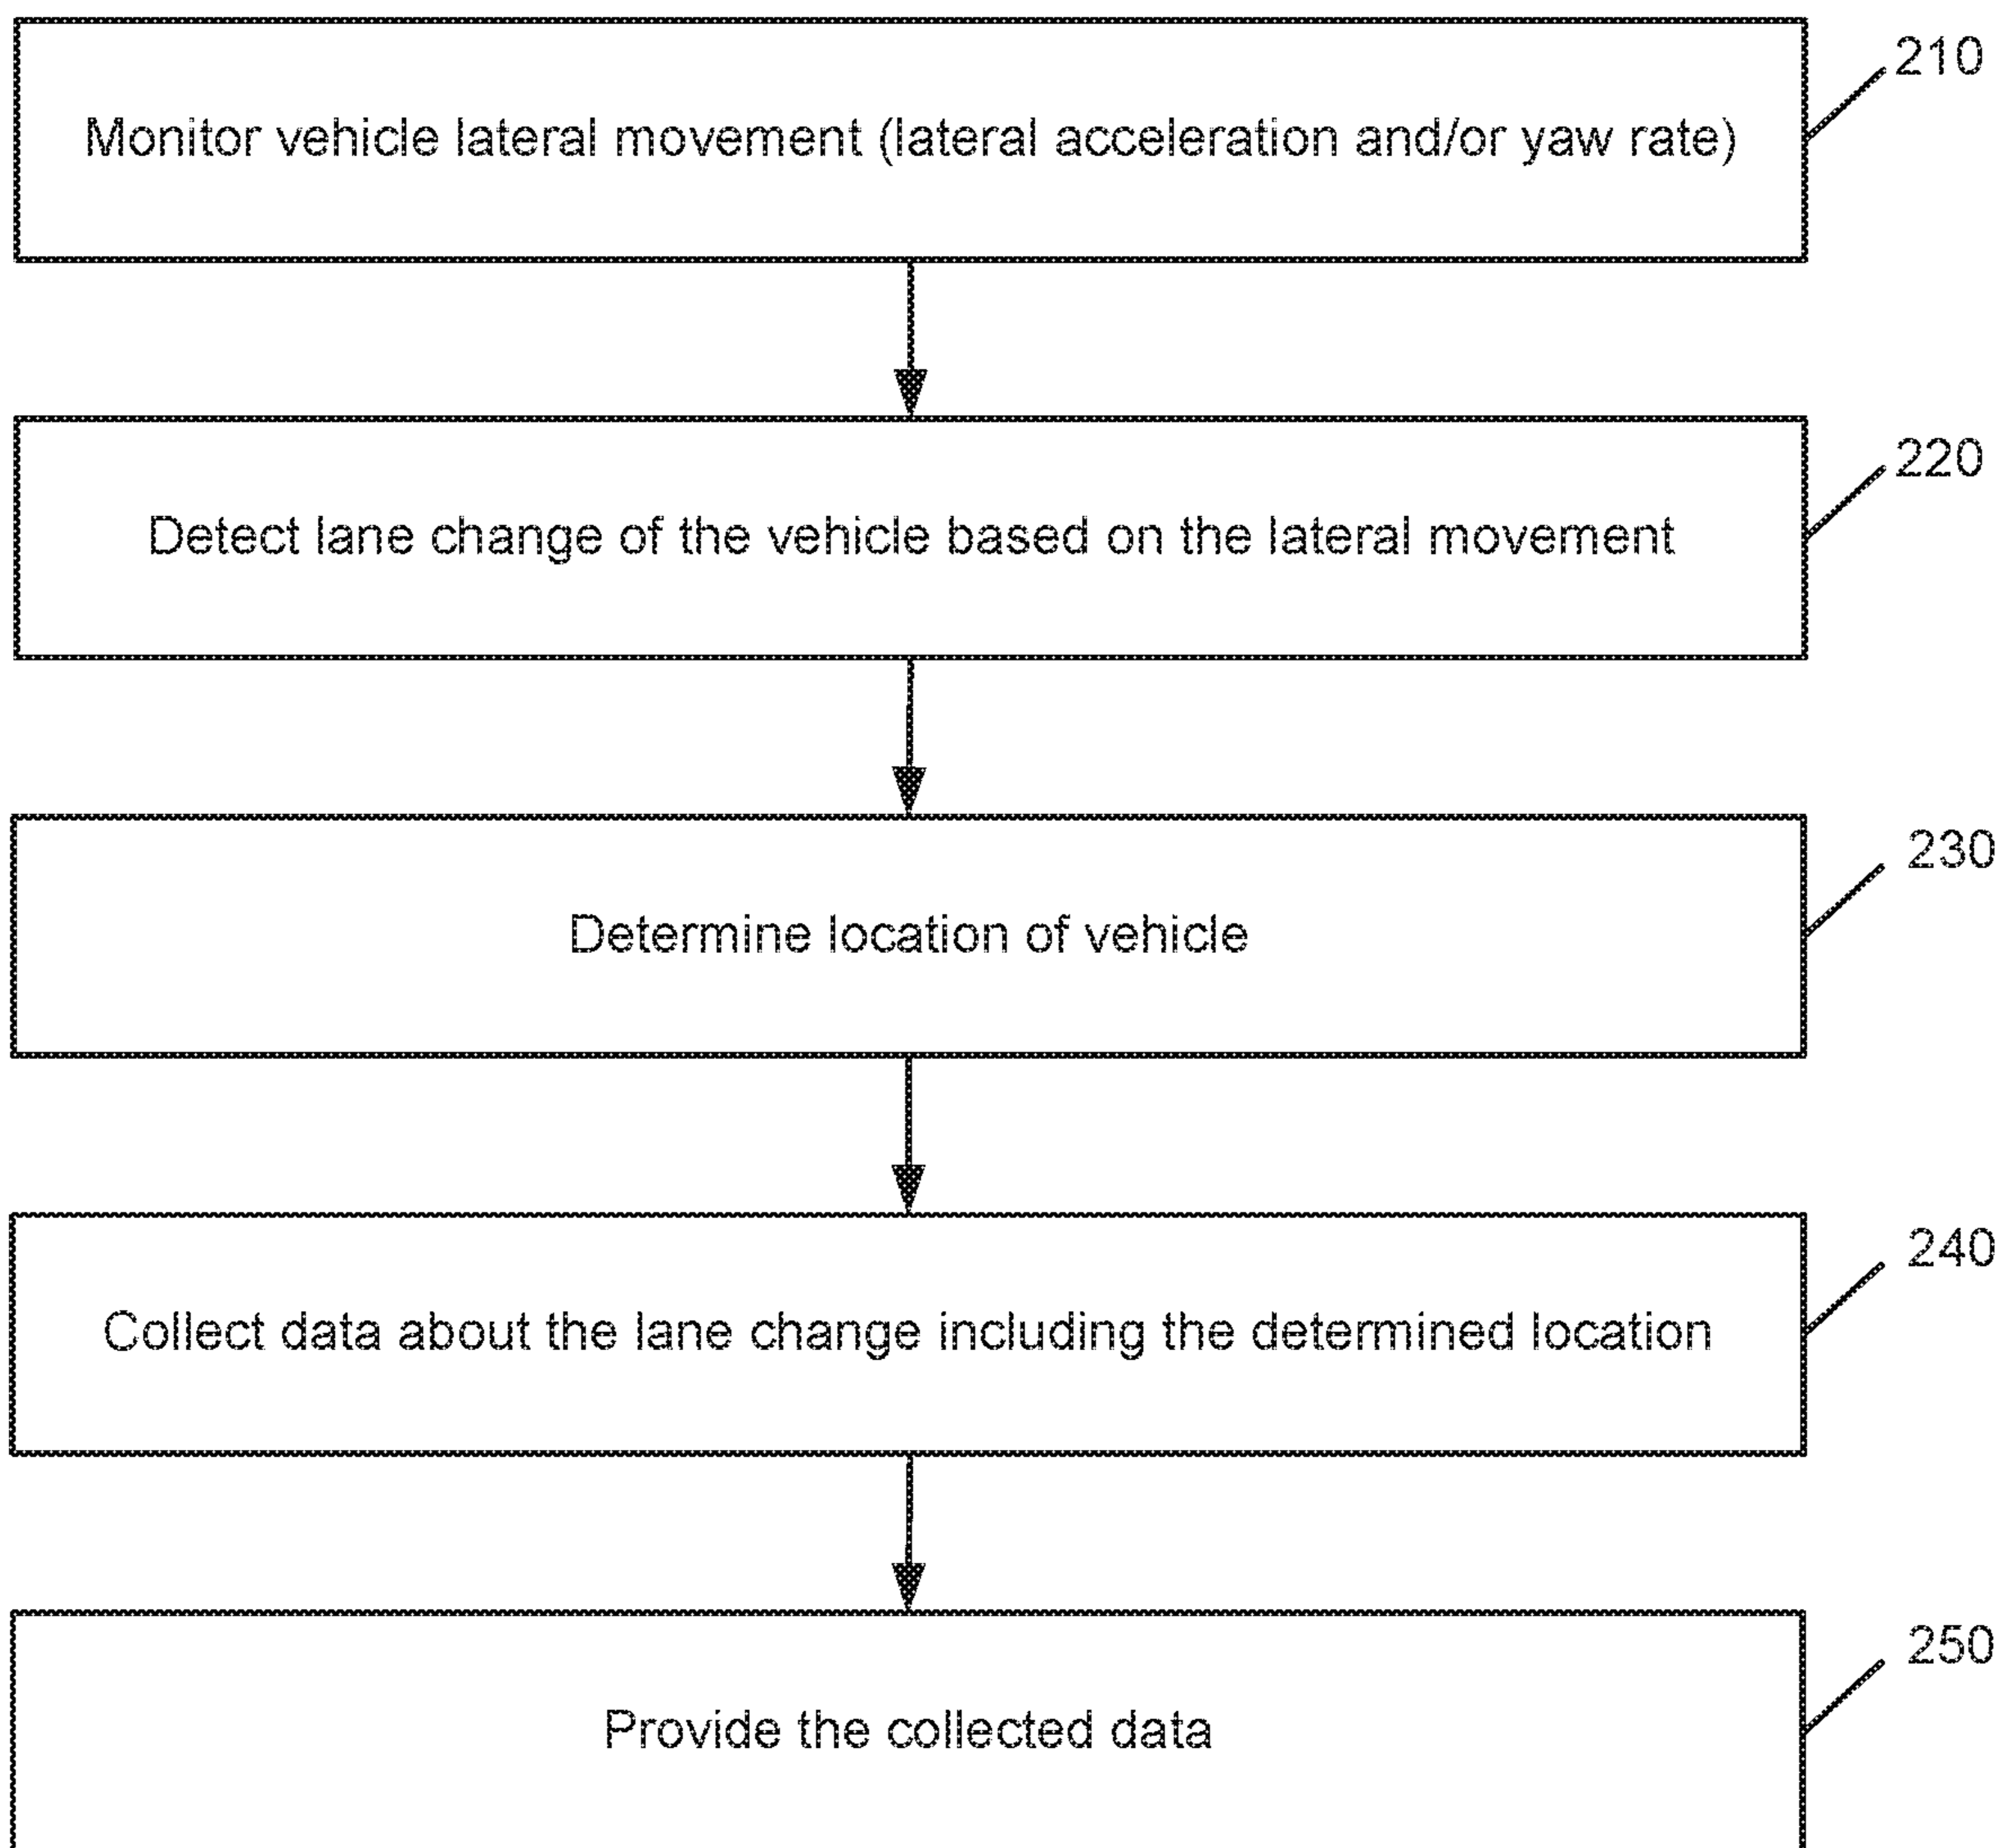 210
Monitor vehicle lateral movement (lateral acceleration and/or yaw rate)
220
Detect lane change of the vehicle based on the lateral movement
230
Determine location of vehicle
240
Collect data about the lane change including the determined location
250
Provide the collected data